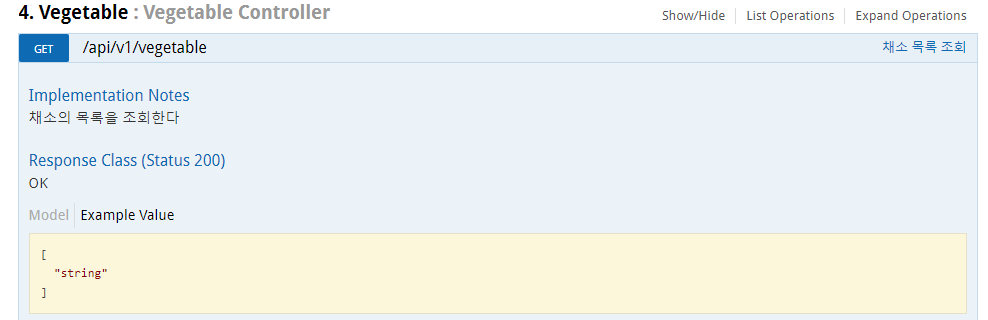 4. Vegetable : Vegetable Controller
Show/Hide List Operations Expand Operations
GET /api/v1/vegetable 채소 목록 조회
Implementation Notes
채소의 목록을 조회한다
Response Class (Status 200)
OK
Model Example Value
[
"string"
]